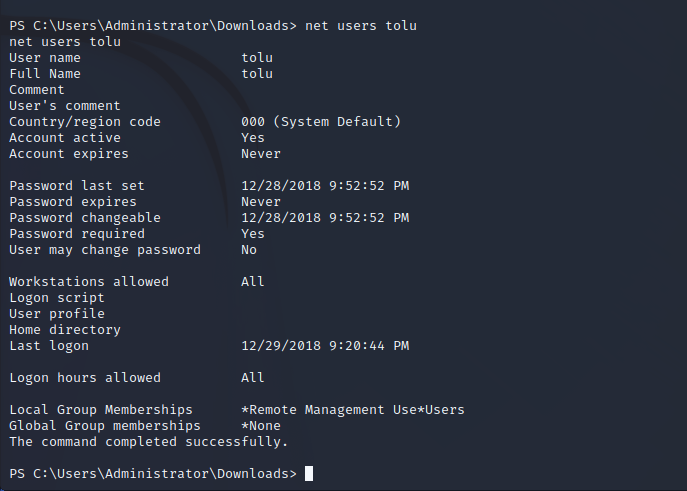 PS C:\Users\Administrator\Downloads> net users tolu
net users tolu
User name                    tolu
Full Name                    tolu
Comment
User's comment
Country/region code          000 (System Default)
Account active               Yes
Account expires              Never
Password last set            12/28/2018 9:52:52 PM
Password expires             Never
Password changeable          12/28/2018 9:52:52 PM
Password required            Yes
User may change password     No
Workstations allowed         All
Logon script
User profile
Home directory
Last logon                   12/29/2018 9:20:44 PM
Logon hours allowed          All
Local Group Memberships      *Remote Management Use*Users
Global Group memberships     *None
The command completed successfully.
PS C:\Users\Administrator\Downloads>